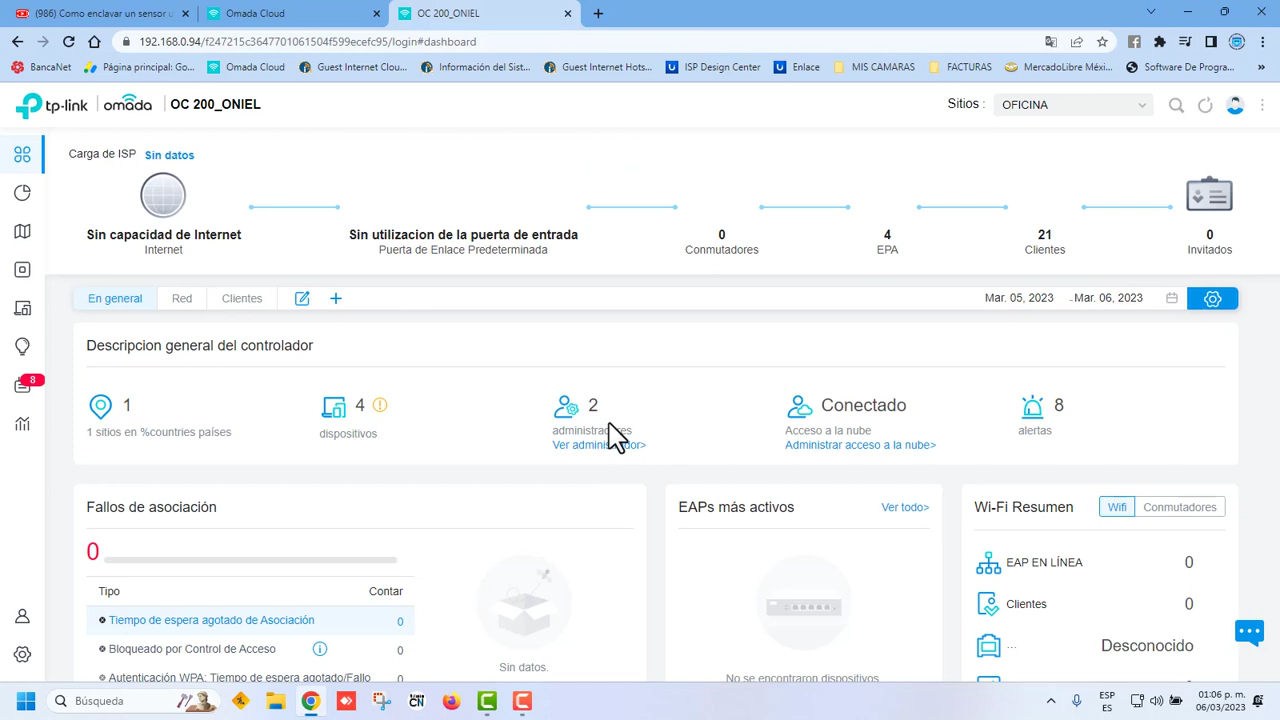 (986) Como enclavar un sensor u
Omada Cloud
OC 200_ONIEL
192.168.0.94/f247215c3647701061504f599ecefc95/login#dashboard
BancaNet
Página principal: Go...
Omada Cloud
Guest Internet Clou...
Información del Sist...
Guest Internet Hots...
ISP Design Center
Enlace
MIS CAMARAS
FACTURAS
MercadoLibre Méxi...
Software De Progra...
»
tp-link
omada
OC 200_ONIEL
Sitios :
OFICINA
Carga de ISP
Sin datos
Sin capacidad de Internet
Internet
Sin utilizacion de la puerta de entrada
Puerta de Enlace Predeterminada
0
Conmutadores
4
EPA
21
Clientes
0
Invitados
En general
Red
Clientes
Mar. 05, 2023 - Mar. 06, 2023
Descripcion general del controlador
1
1 sitios en %countries países
4
dispositivos
2
administradores
Ver administrador>
Conectado
Acceso a la nube
Administrar acceso a la nube>
8
alertas
8
Fallos de asociación
0
Tipo
Contar
Tiempo de espera agotado de Asociación
0
Bloqueado por Control de Acceso
0
Autenticación WPA: Tiempo de espera agotado/Fallo
0
Sin datos.
EAPs más activos
Ver todo>
No se encontraron dispositivos
Wi-Fi Resumen
Wifi
Conmutadores
EAP EN LÍNEA
0
Clientes
0
...
Desconocido
Búsqueda
CN
ESP
ES
01:06 p. m.
06/03/2023